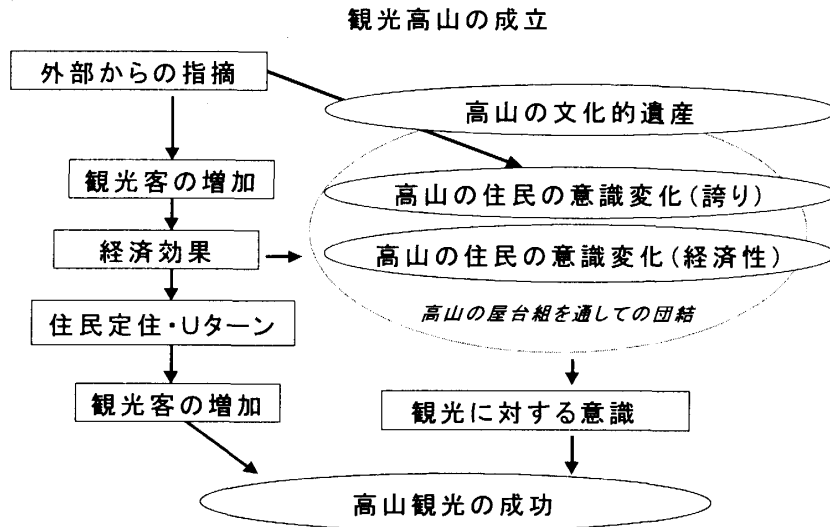 観光高山の成立
外部からの指摘
高山の文化的遺産
観光客の増加
高山の住民の意識変化(誇り)
経済効果
高山の住民の意識変化(経済性)
住民定住・Uターン
高山の屋台組を通しての団結
観光客の増加
観光に対する意識
高山観光の成功